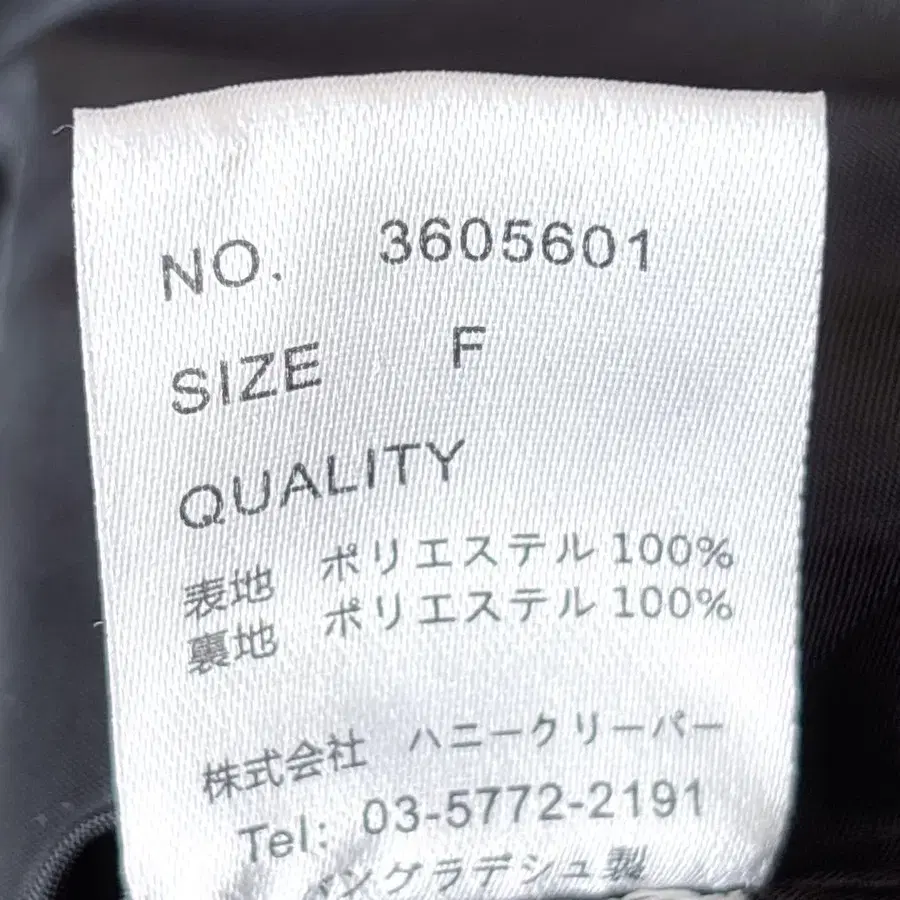 NO. 3605601
SIZE F
QUALITY
表地 ポリエステル 100%
裏地 ポリエステル 100%
株式会社 ハニークリーパー
Tel: 03-5772-2191
バングラデシュ製